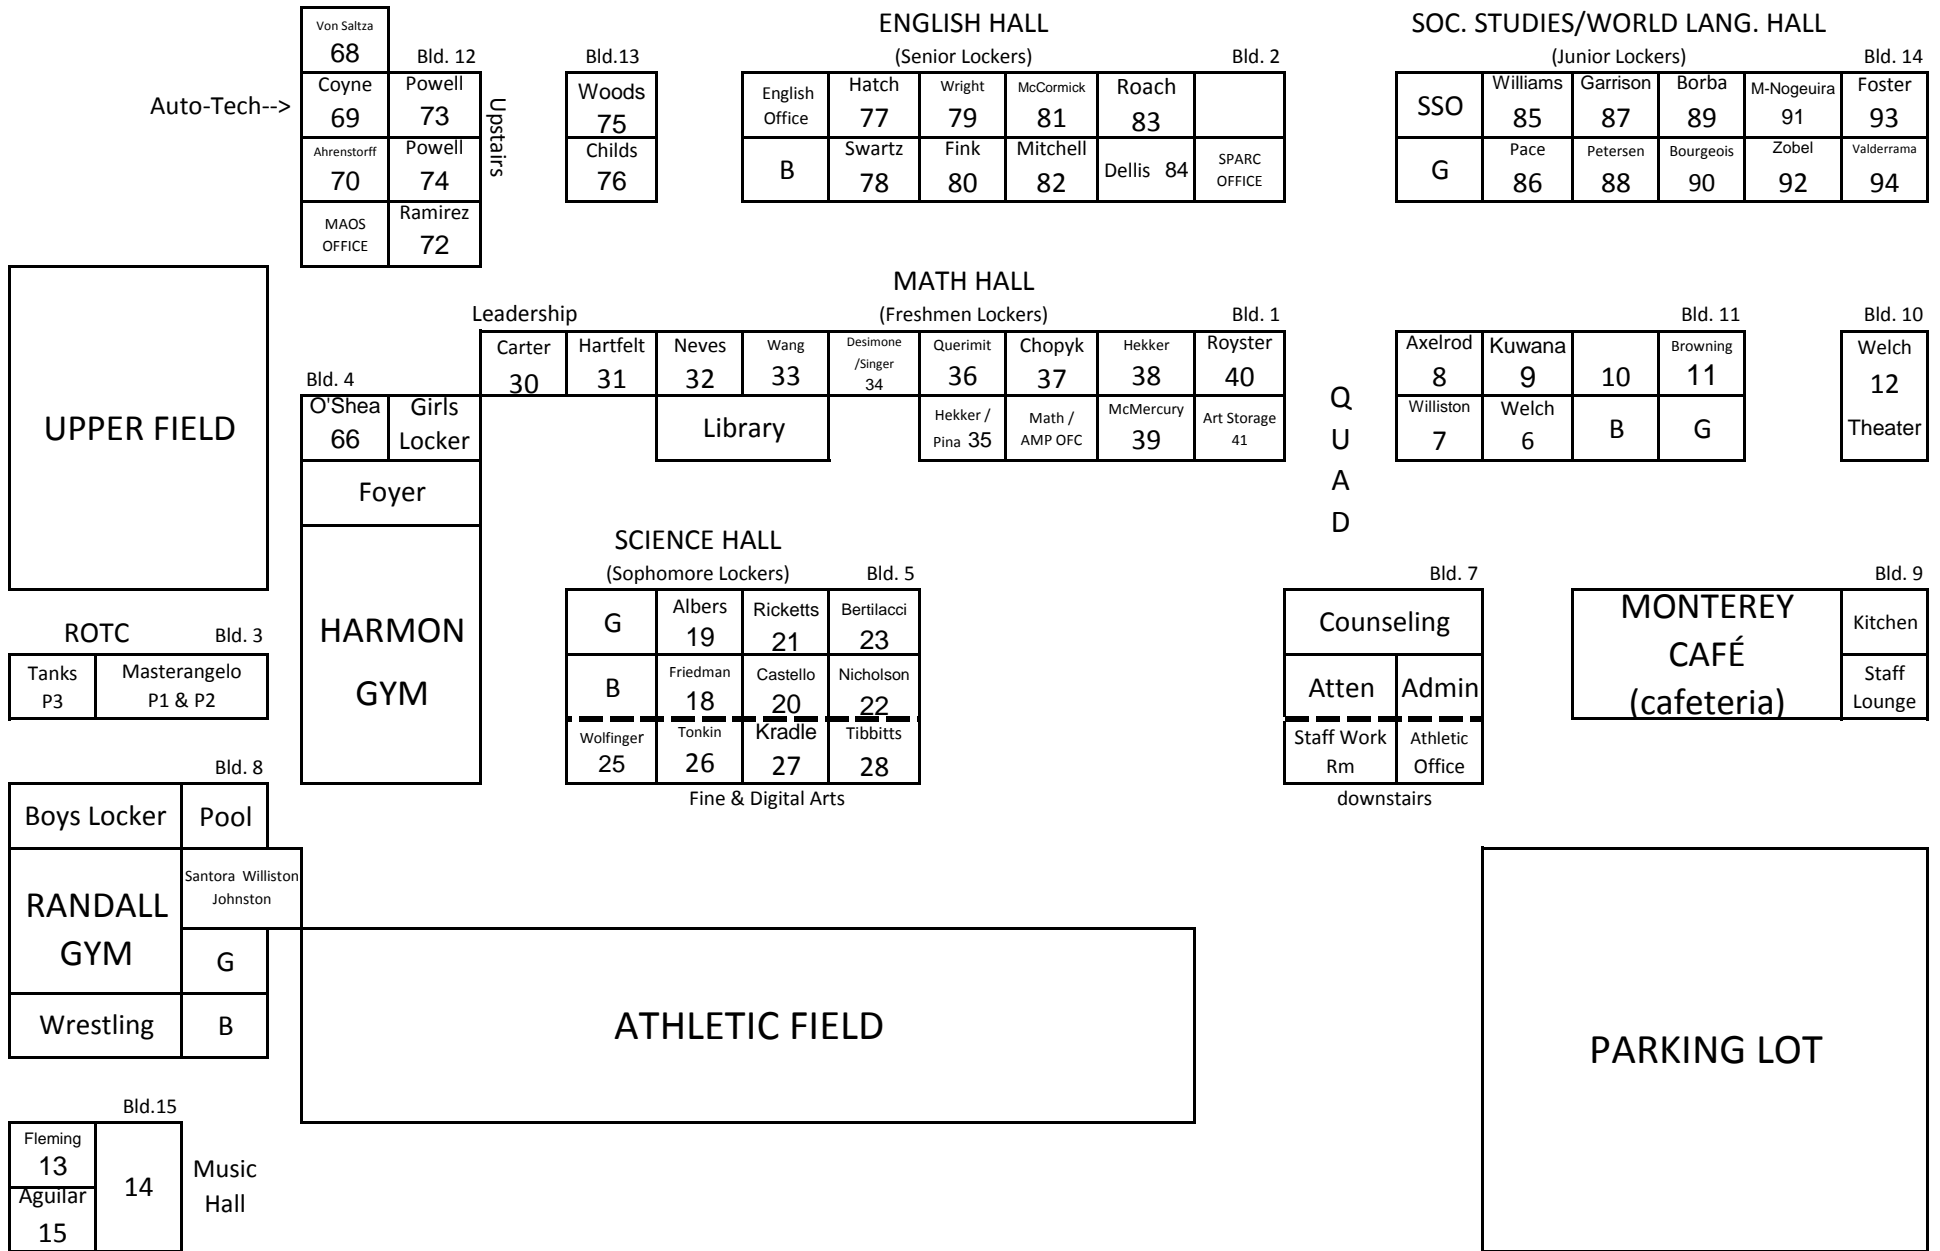 ENGLISH HALL
(Senior Lockers)
Bld. 2
SOC. STUDIES/WORLD LANG. HALL
(Junior Lockers)
Bld. 14
Von Saltza
68
Bld. 12
Bld.13
Auto-Tech-->
Coyne
69
Powell
73
Upstairs
Ahrenstorff
70
Powell
74
MAOS
OFFICE
Ramirez
72
Woods
75
Childs
76
English
Office
Hatch
77
Wright
79
McCormick
81
Roach
83
B
Swartz
78
Fink
80
Mitchell
82
Dellis 84
SPARC
OFFICE
SSO
Williams
85
Garrison
87
Borba
89
M-Nogeuira
91
Foster
93
G
Pace
86
Petersen
88
Bourgeois
90
Zobel
92
Valderrama
94
UPPER FIELD
MATH HALL
(Freshmen Lockers)
Leadership
Bld. 1
Carter
30
Hartfelt
31
Neves
32
Wang
33
Desimone
/Singer
34
Querimit
36
Chopyk
37
Hekker
38
Royster
40
Library
Hekker /
Pina 35
Math /
AMP OFC
McMercury
39
Art Storage
41
Q
U
A
D
Bld. 11
Axelrod
8
Kuwana
9
10
Browning
11
Williston
7
Welch
6
B
G
Bld. 10
Welch
12
Theater
Bld. 4
O'Shea
66
Girls
Locker
Foyer
HARMON
GYM
SCIENCE HALL
(Sophomore Lockers)
Bld. 5
G
Albers
19
Ricketts
21
Bertilacci
23
B
Friedman
18
Castello
20
Nicholson
22
Wolfinger
25
Tonkin
26
Kradle
27
Tibbitts
28
Fine & Digital Arts
Bld. 7
Counseling
Atten
Admin
Staff Work
Rm
Athletic
Office
downstairs
Bld. 9
MONTEREY
CAFÉ
(cafeteria)
Kitchen
Staff
Lounge
ROTC
Bld. 3
Tanks
P3
Masterangelo
P1 & P2
Bld. 8
Boys Locker
Pool
RANDALL
GYM
Santora Williston
Johnston
G
Wrestling
B
ATHLETIC FIELD
PARKING LOT
Bld.15
Fleming
13
Aguilar
15
14
Music
Hall